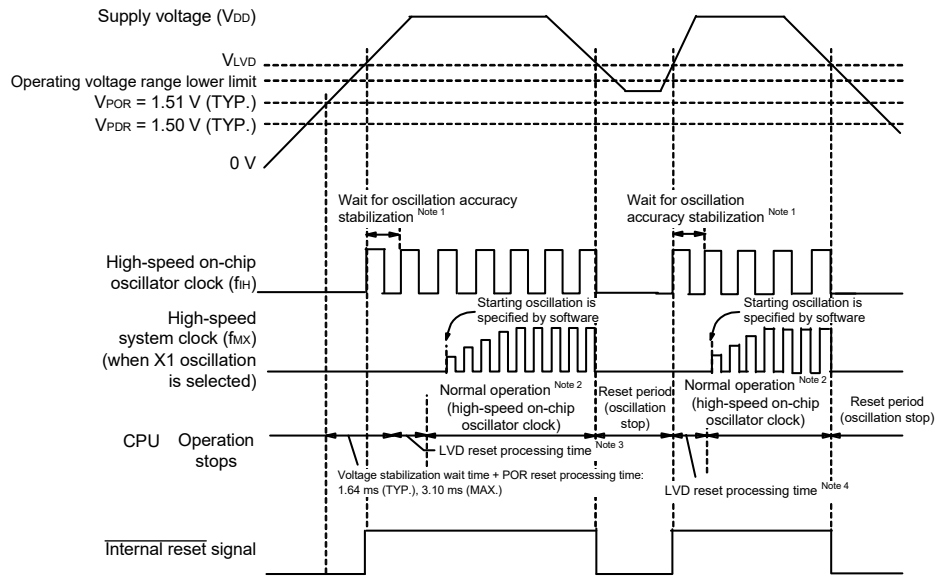 Supply voltage (VDD)
VLVD
Operating voltage range lower limit
VPOR = 1.51 V (TYP.)
VPDR = 1.50 V (TYP.)
0 V
Wait for oscillation accuracy
stabilization Note 1
Wait for oscillation
accuracy stabilization Note 1
High-speed on-chip
oscillator clock (fIH)
Starting oscillation is
specified by software
Starting oscillation is
specified by software
High-speed
system clock (fMX)
(when X1 oscillation
is selected)
Normal operation Note 2
(high-speed on-chip
oscillator clock)
Reset period
(oscillation
stop)
Normal operation Note 2
(high-speed on-chip
oscillator clock)
Reset period
(oscillation stop)
CPU Operation
stops
LVD reset processing time Note 3
Voltage stabilization wait time + POR reset processing time:
1.64 ms (TYP.), 3.10 ms (MAX.)
LVD reset processing time Note 4
Internal reset signal